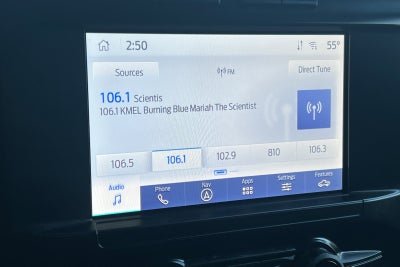 2:50
55°
Sources
FM
Direct Tune
106.1 Scientis
106.1 KMEL Burning Blue Mariah The Scientist
106.5 106.1 102.9 810 106.3
Audio Phone Nav Apps Settings Features